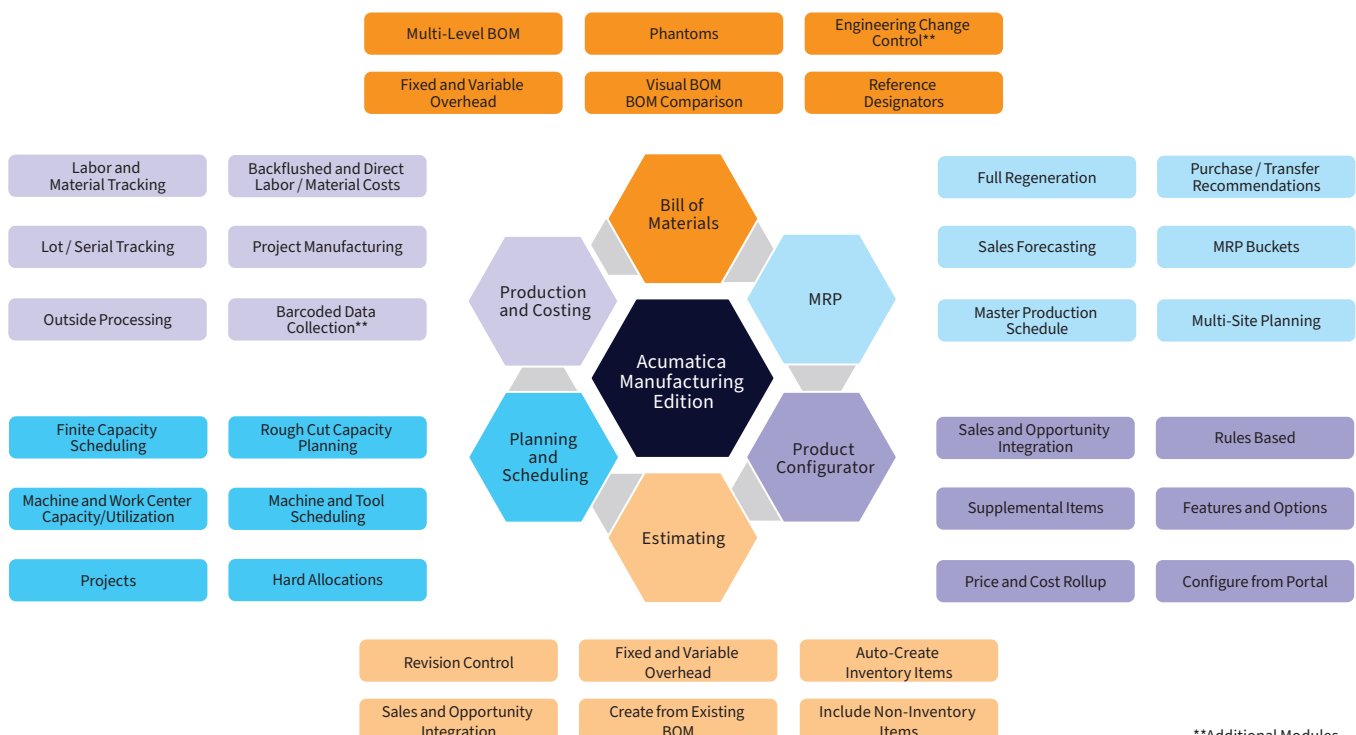 Multi-Level BOM
Phantoms
Engineering Change
Control**
Fixed and Variable
Overhead
Visual BOM
BOM Comparison
Reference
Designators
Labor and
Material Tracking
Backflushed and Direct
Labor / Material Costs
Lot / Serial Tracking
Project Manufacturing
Outside Processing
Barcoded Data
Collection**
Bill of
Materials
Production
and Costing
MRP
Acumatica
Manufacturing
Edition
Planning
and
Scheduling
Product
Configurator
Estimating
Full Regeneration
Purchase / Transfer
Recommendations
Sales Forecasting
MRP Buckets
Master Production
Schedule
Multi-Site Planning
Finite Capacity
Scheduling
Rough Cut Capacity
Planning
Machine and Work Center
Capacity/Utilization
Machine and Tool
Scheduling
Projects
Hard Allocations
Sales and Opportunity
Integration
Rules Based
Supplemental Items
Features and Options
Price and Cost Rollup
Configure from Portal
Revision Control
Fixed and Variable
Overhead
Auto-Create
Inventory Items
Sales and Opportunity
Integration
Create from Existing
BOM
Include Non-Inventory
Items
**Additional Modules